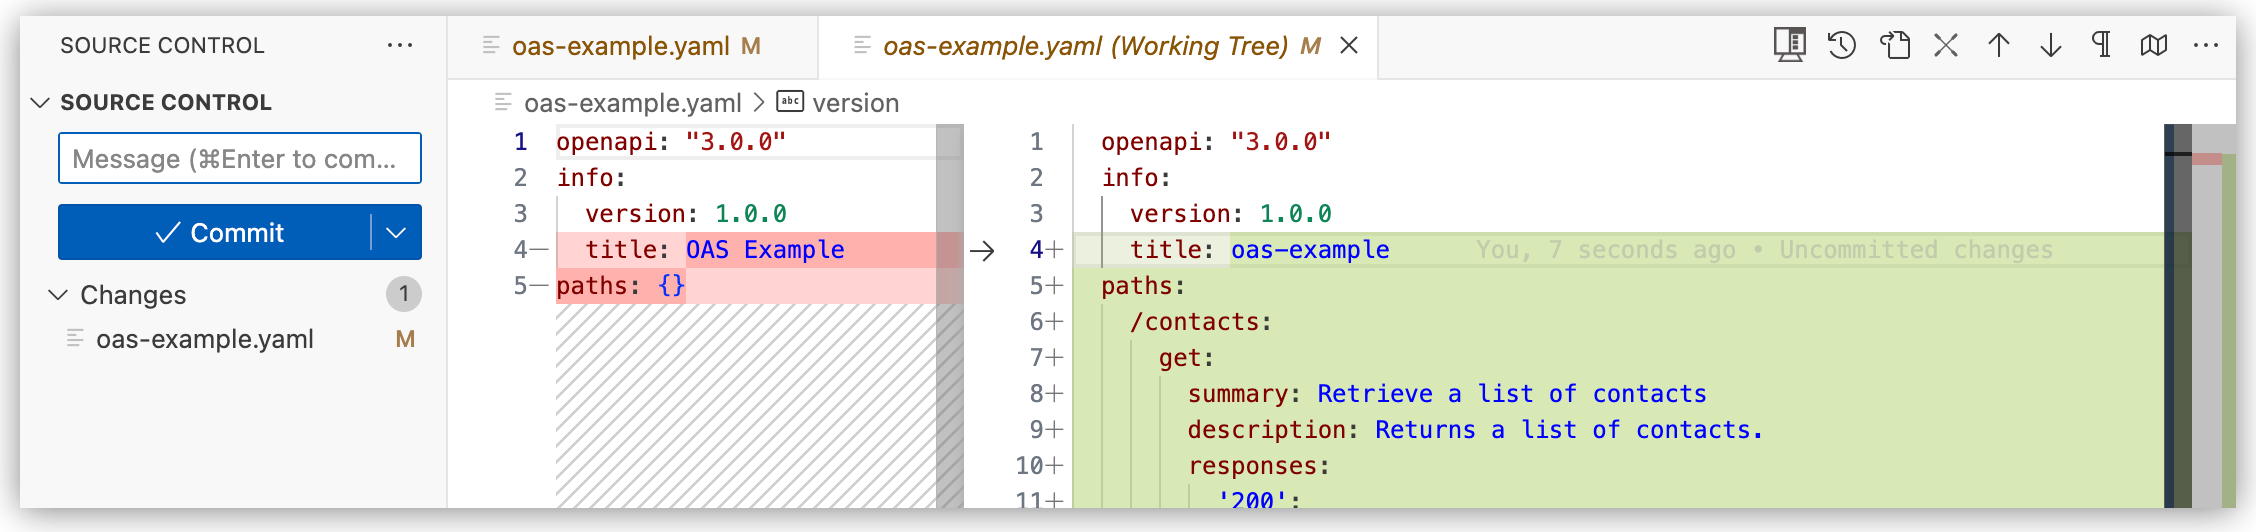 SOURCE CONTROL ...
SOURCE CONTROL
Message (⌘Enter to com...
Commit
Changes 1
oas-example.yaml M
oas-example.yaml M
oas-example.yaml (Working Tree) M
oas-example.yaml > abc version
1 openapi: "3.0.0"
2 info:
3 version: 1.0.0
4— title: OAS Example
5— paths: {}
1 openapi: "3.0.0"
2 info:
3 version: 1.0.0
4+ title: oas-example You, 7 seconds ago • Uncommitted changes
5+ paths:
6+ /contacts:
7+ get:
8+ summary: Retrieve a list of contacts
9+ description: Returns a list of contacts.
10+ responses:
11+ '200':